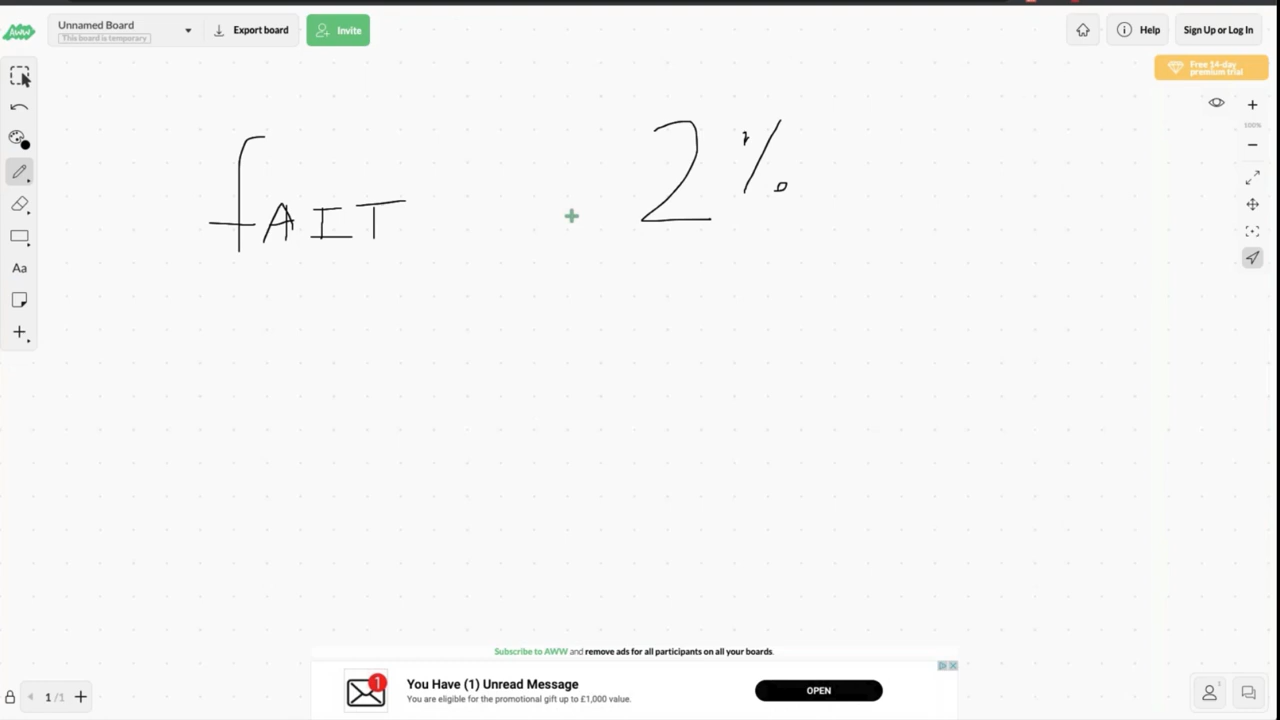 Unnamed Board
This board is temporary
Export board
Invite
Help
Sign Up or Log In
AWW
Free 14-day
premium trial
100%
fAIT 2%
Aa
Subscribe to AWW and remove ads for all participants on all your boards.
1
You Have (1) Unread Message
You are eligible for the promotional gift up to £1,000 value.
OPEN
1 /1
1